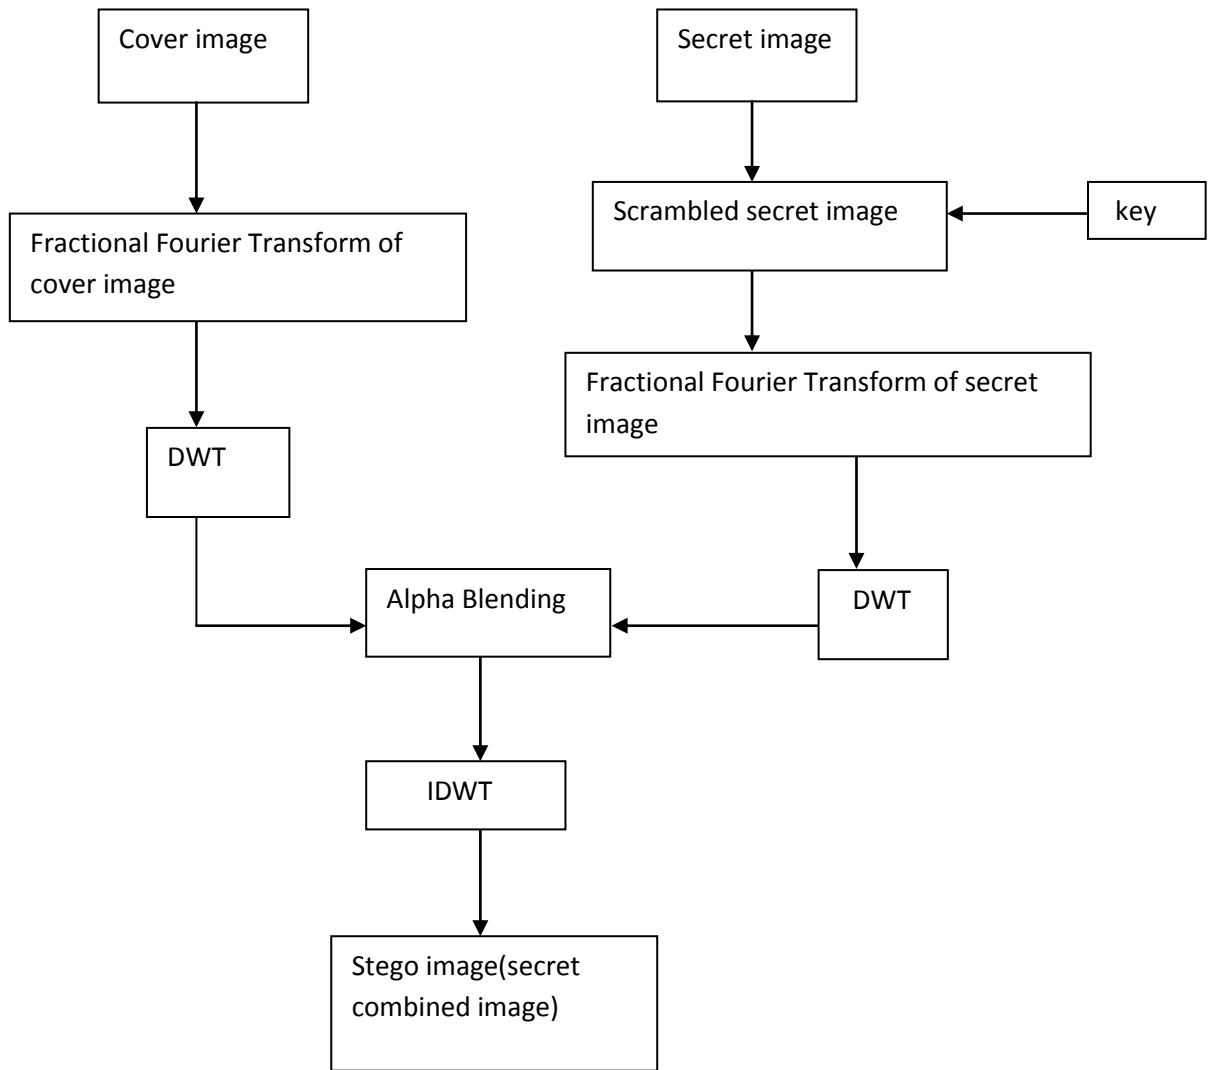 Cover image
Secret image
Scrambled secret image
key
Fractional Fourier Transform of
cover image
Fractional Fourier Transform of secret
image
DWT
Alpha Blending
DWT
IDWT
Stego image(secret
combined image)